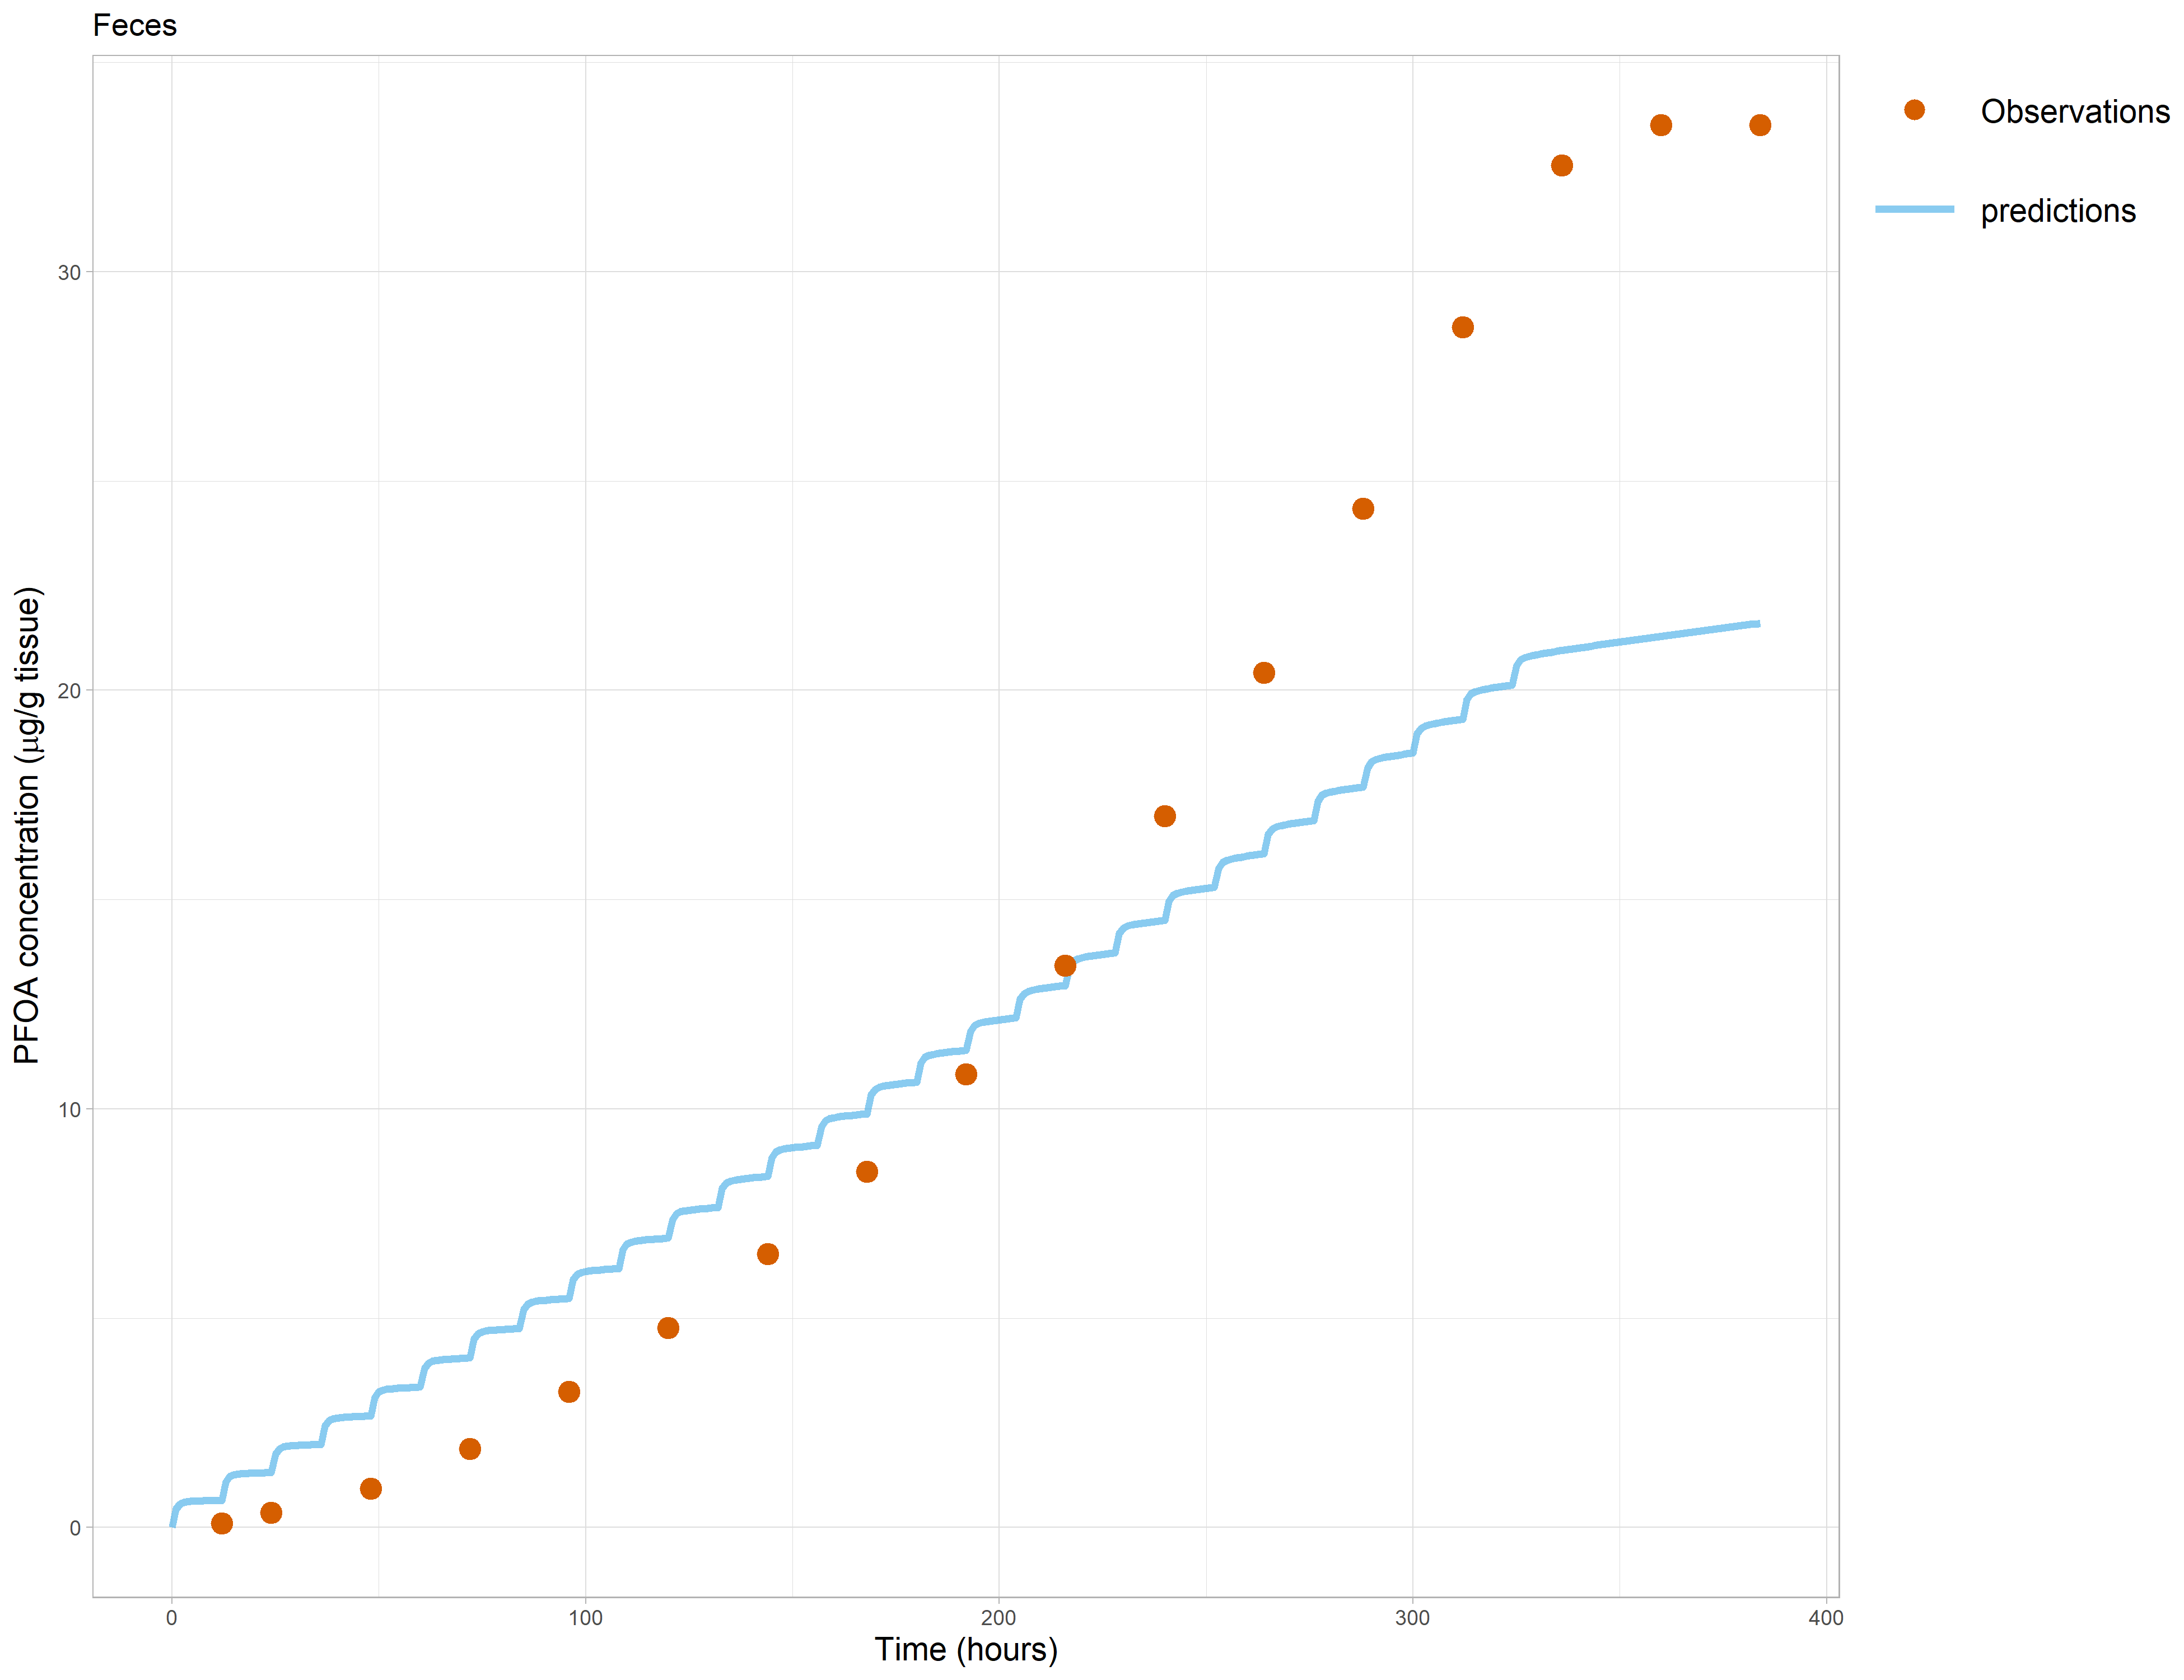 Feces
Observations
predictions
PFOA concentration (μg/g tissue)
30
20
10
0
0 100 200 300 400
Time (hours)